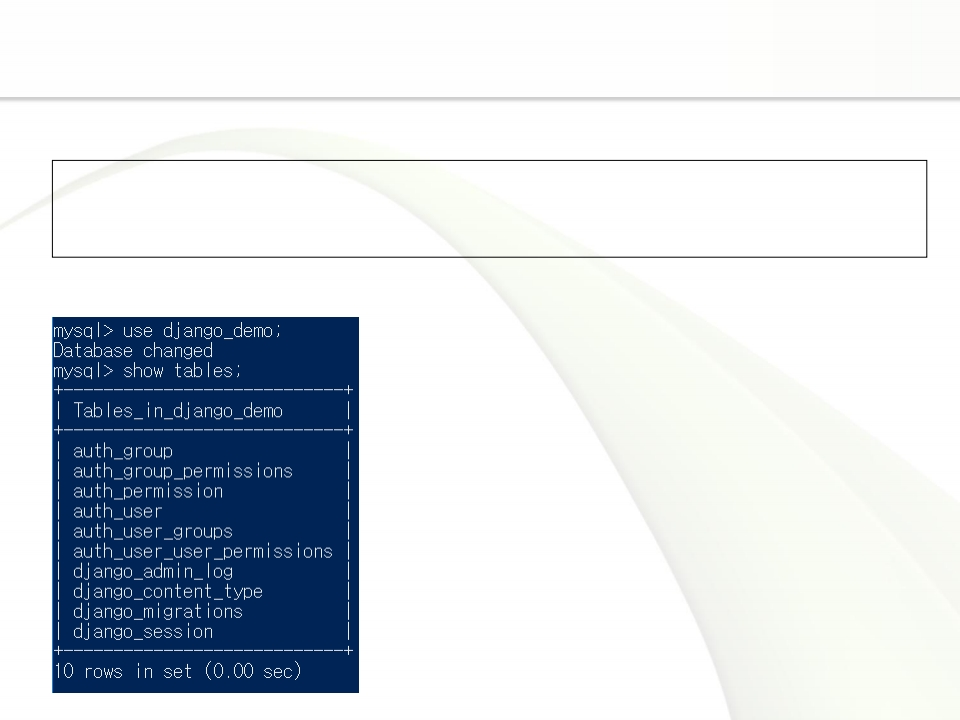 mysql> use django_demo;
Database changed
mysql> show tables;
+----------------------------+
| Tables_in_django_demo      |
+----------------------------+
| auth_group                 |
| auth_group_permissions     |
| auth_permission            |
| auth_user                  |
| auth_user_groups           |
| auth_user_user_permissions |
| django_admin_log           |
| django_content_type        |
| django_migrations          |
| django_session             |
+----------------------------+
10 rows in set (0.00 sec)